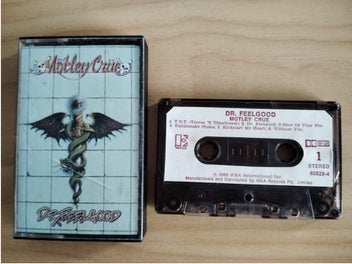 Mötley Crüe
DR. FEELGOOD
DR. FEELGOOD
MOTLEY CRUE
1. T.N.T. (Terror 'N Tinseltown); 2. Dr. Feelgood; 3. Slice of Your Pie;
4. Rattlesnake Shake; 5. Kickstart My Heart; 6. Without You.
1
STEREO
℗ 1989 WEA International Inc.
60829-4
Manufactured and Distributed by WEA Records Pty. Limited